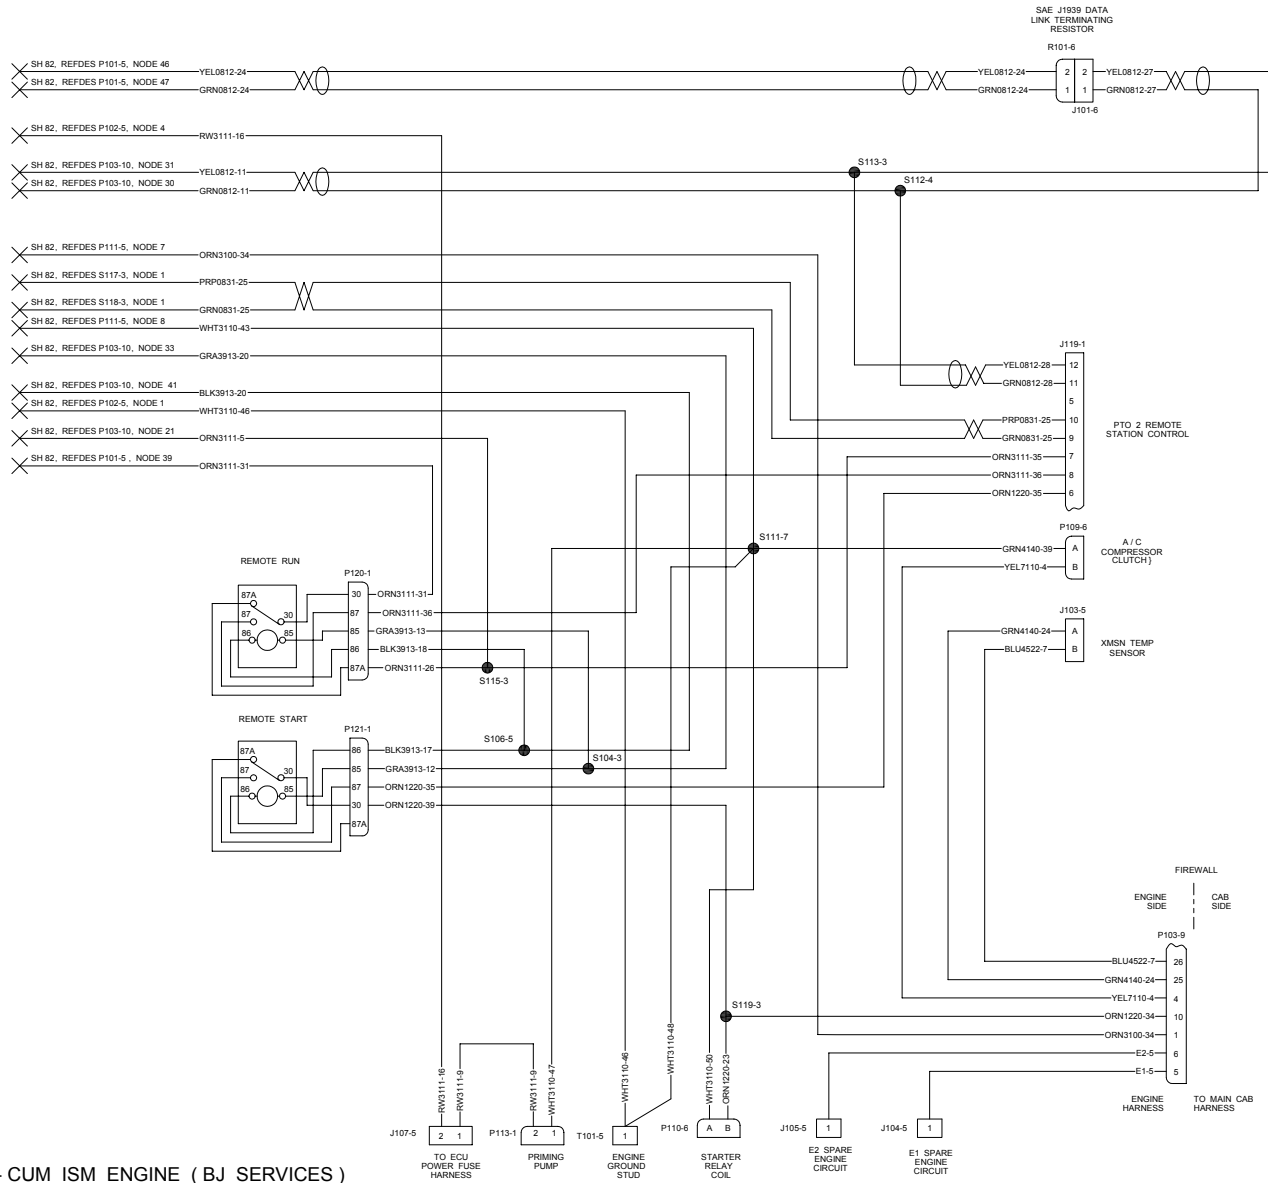 SAE J1939 DATA
LINK TERMINATING
RESISTOR
R101-6
SH 82, REFDES P101-5, NODE 46
YEL0812-24
YEL0812-24
2 2
YEL0812-27
SH 82, REFDES P101-5, NODE 47
GRN0812-24
GRN0812-24
1 1
GRN0812-27
J101-6
SH 82, REFDES P102-5, NODE 4
RW3111-16
SH 82, REFDES P103-10, NODE 31
YEL0812-11
S113-3
SH 82, REFDES P103-10, NODE 30
GRN0812-11
S112-4
SH 82, REFDES P111-5, NODE 7
ORN3100-34
SH 82, REFDES S117-3, NODE 1
PRP0831-25
SH 82, REFDES S118-3, NODE 1
GRN0831-25
SH 82, REFDES P111-5, NODE 8
WHT3110-43
SH 82, REFDES P103-10, NODE 33
GRA3913-20
SH 82, REFDES P103-10, NODE 41
BLK3913-20
SH 82, REFDES P102-5, NODE 1
WHT3110-46
SH 82, REFDES P103-10, NODE 21
ORN3111-5
SH 82, REFDES P101-5 , NODE 39
ORN3111-31
J119-1
YEL0812-28 12
GRN0812-28 11
5
PRP0831-25 10
GRN0831-25 9
ORN3111-35 7
ORN3111-36 8
ORN1220-35 6
PTO 2 REMOTE
STATION CONTROL
S111-7
P109-6
GRN4140-39 A
YEL7110-4 B
A / C
COMPRESSOR
CLUTCH }
J103-5
GRN4140-24 A
BLU4522-7 B
XMSN TEMP
SENSOR
REMOTE RUN
87A
87
30
86
85
P120-1
30 ORN3111-31
87 ORN3111-36
85 GRA3913-13
86 BLK3913-18
87A ORN3111-26
S115-3
REMOTE START
87A
87
30
86
85
P121-1
86 BLK3913-17
85 GRA3913-12
87 ORN1220-35
30 ORN1220-39
87A
S106-5
S104-3
FIREWALL
ENGINE
SIDE
CAB
SIDE
P103-9
BLU4522-7 26
GRN4140-24 25
YEL7110-4 4
ORN1220-34 10
ORN3100-34 1
E2-5 6
E1-5 5
ENGINE
HARNESS
TO MAIN CAB
HARNESS
S119-3
RW3111-16
RW3111-9
RW3111-9
WHT3110-47
WHT3110-46
WHT3110-48
WHT3110-50
ORN1220-23
J107-5
2 1
TO ECU
POWER FUSE
HARNESS
P113-1
2 1
PRIMING
PUMP
T101-5
1
ENGINE
GROUND
STUD
P110-6
A B
STARTER
RELAY
COIL
J105-5
1
E2 SPARE
ENGINE
CIRCUIT
J104-5
1
E1 SPARE
ENGINE
CIRCUIT
- CUM ISM ENGINE ( BJ SERVICES )